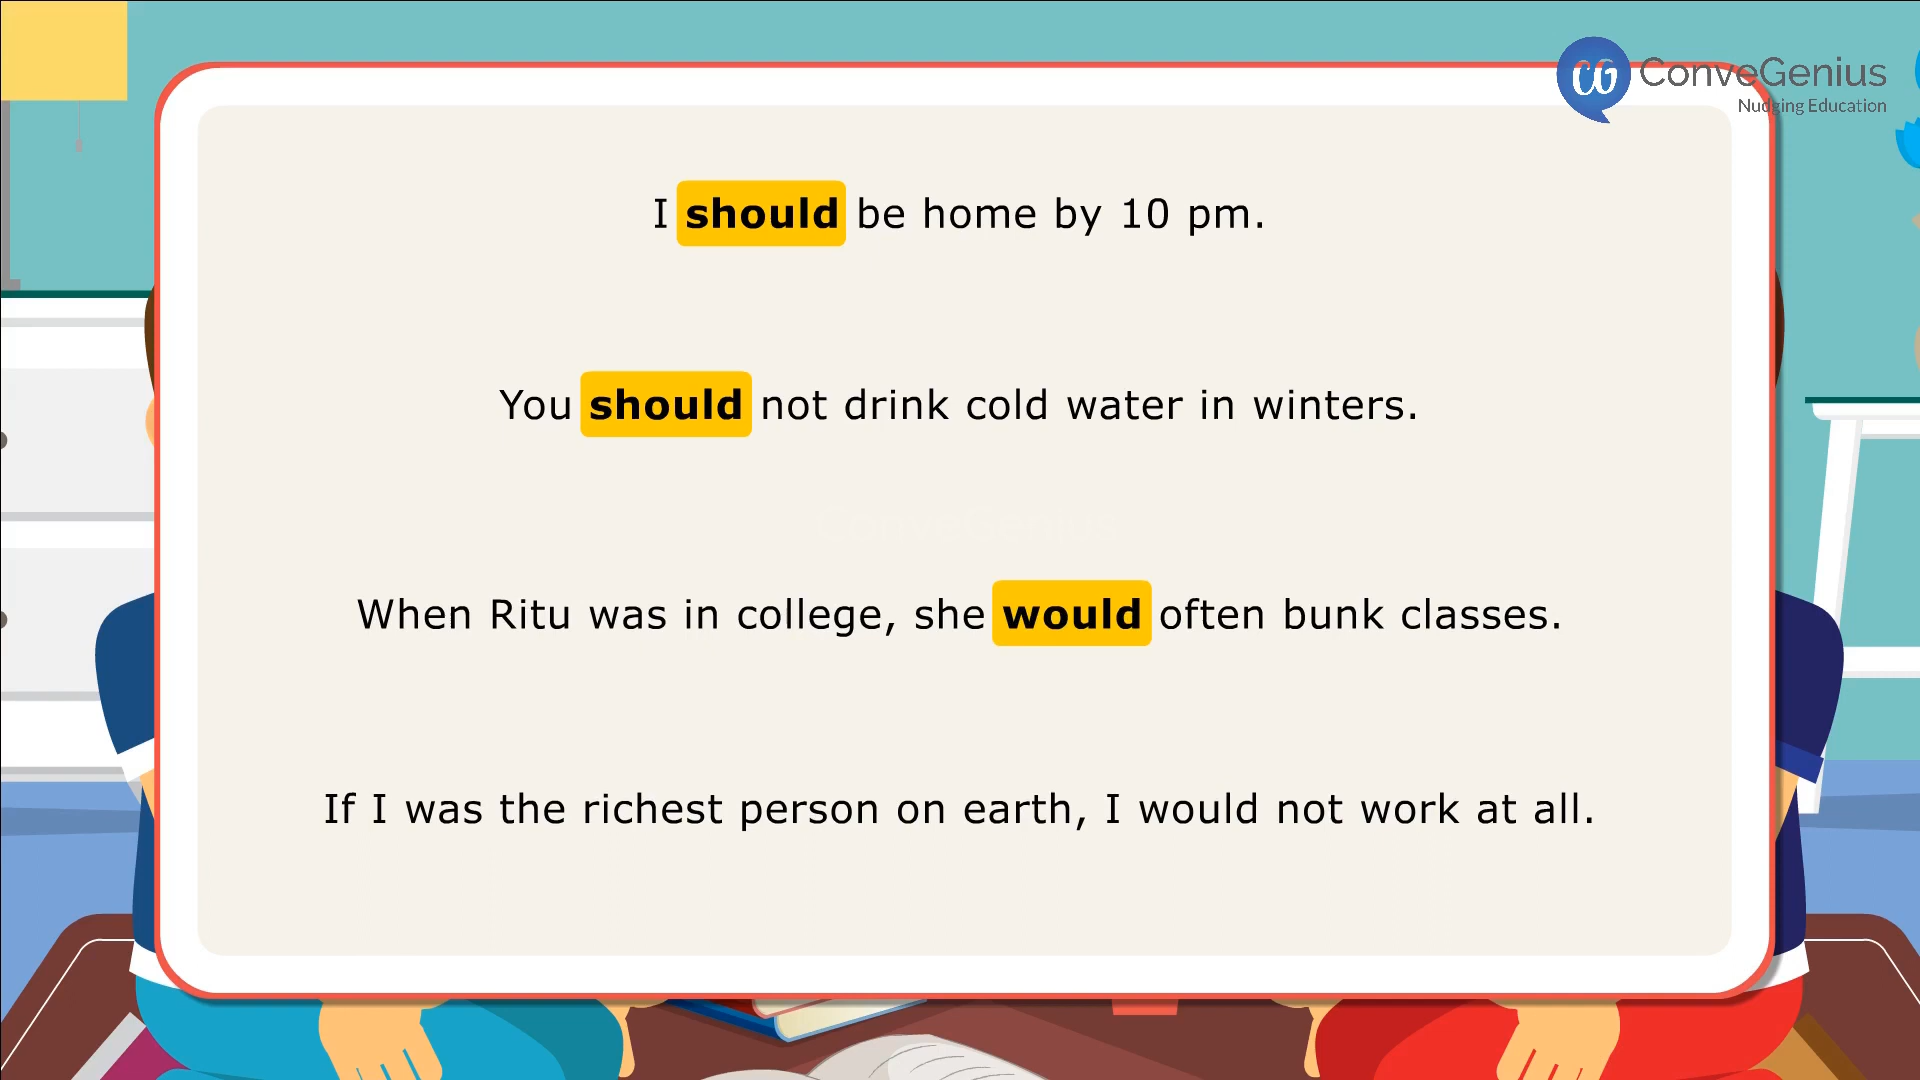 ConveGenius
Nudging Education
I should be home by 10 pm.
You should not drink cold water in winters.
ConveGenius
When Ritu was in college, she would often bunk classes.
If I was the richest person on earth, I would not work at all.